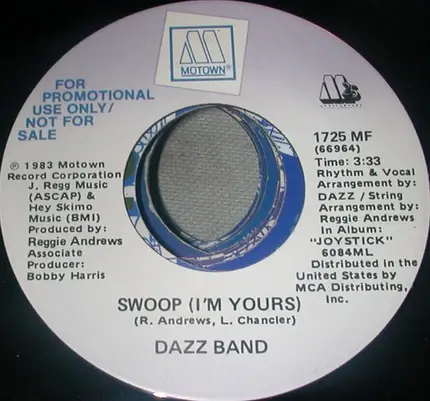 MOTOWN®
FOR
PROMOTIONAL
USE ONLY/
NOT FOR
SALE
℗ 1983 Motown
Record Corporation
J. Regg Music
(ASCAP) &
Hey Skimo
Music (BMI)
Produced by:
Reggie Andrews
Associate
Producer:
Bobby Harris
1725 MF
(66964)
Time: 3:33
Rhythm & Vocal
Arrangement by:
DAZZ / String
Arrangement by:
Reggie Andrews
In Album:
"JOYSTICK"
6084ML
Distributed in the
United States by
MCA Distributing,
Inc.
SWOOP (I'M YOURS)
(R. Andrews, L. Chancler)
DAZZ BAND